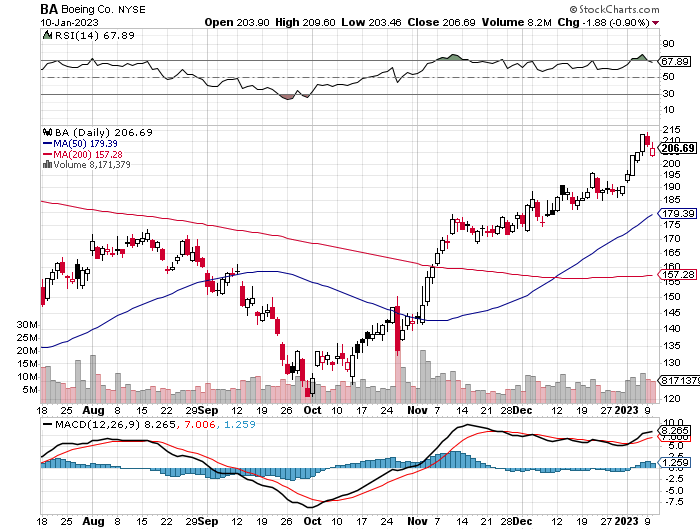 BA Boeing Co. NYSE © StockCharts.com
10-Jan-2023 Open 203.90 High 209.60 Low 203.46 Close 206.69 Volume 8.2M Chg -1.88 (-0.90%)
RSI(14) 67.89
90
70
67.89
50
30
10
BA (Daily) 206.69
MA(50) 179.39
MA(200) 157.28
Volume 8,171,379
215
210
206.69
200
195
190
185
179.39
175
170
165
160
157.28
155
150
145
140
135
130
125
8171379
120
30M
25M
20M
15M
10M
5M
18 25 Aug 8 15 22 Sep 12 19 26 Oct 10 17 24 Nov 7 14 21 28 Dec 12 19 27 2023 9
MACD(12,26,9) 8.265, 7.006, 1.259
8.265
7.006
5.0
2.5
1.259
-2.5
-5.0
-7.5
18 25 Aug 8 15 22 Sep 12 19 26 Oct 10 17 24 Nov 7 14 21 28 Dec 12 19 27 2023 9